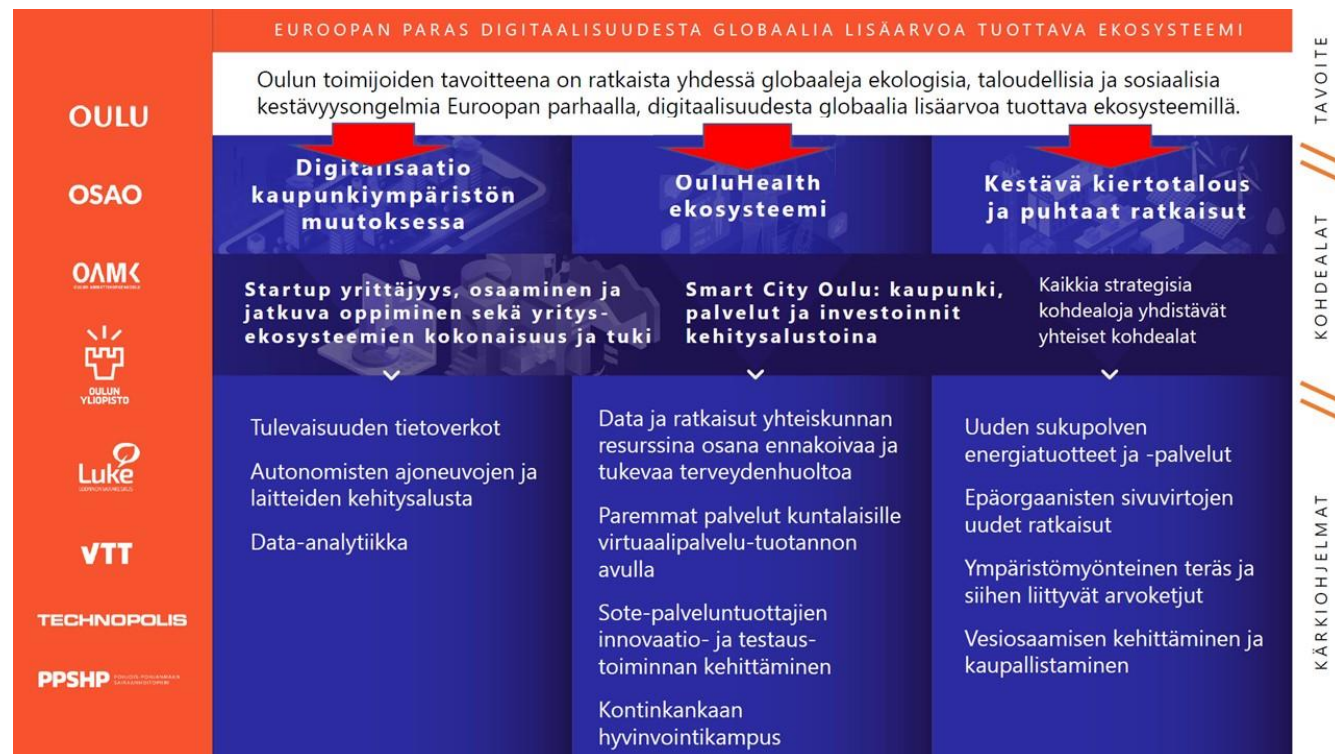 EUROOPAN PARAS DIGITAALISUUDESTA GLOBAALIA LISÄARVOA TUOTTAVA EKOSYSTEEMI
Oulun toimijoiden tavoitteena on ratkaista yhdessä globaaleja ekologisia, taloudellisia ja sosiaalisia
kestävyysongelmia Euroopan parhaalla, digitaalisuudesta globaalia lisäarvoa tuottava ekosysteemillä.
TAVOITE
OULU
OSAO
OAMK
OULUN
YLIOPISTO
Luke
VTT
TECHNOPOLIS
PPSHP
Digitalisaatio
kaupunkiympäristön
muutoksessa
OuluHealth
ekosysteemi
Kestävä kiertotalous
ja puhtaat ratkaisut
KOHDEALAT
Startup yrittäjyys, osaaminen ja
jatkuva oppiminen sekä yritys-
ekosysteemien kokonaisuus ja tuki
Smart City Oulu: kaupunki,
palvelut ja investoinnit
kehitysalustoina
Kaikkia strategisia
kohdealoja yhdistävät
yhteiset kohdealat
Tulevaisuuden tietoverkot
Autonomisten ajoneuvojen ja
laitteiden kehitysalusta
Data-analytiikka
Data ja ratkaisut yhteiskunnan
resurssina osana ennakoivaa ja
tukevaa terveydenhuoltoa
Paremmat palvelut kuntalaisille
virtuaalipalvelu-tuotannon
avulla
Sote-palveluntuottajien
innovaatio- ja testaus-
toiminnan kehittäminen
Kontinkankaan
hyvinvointikampus
Uuden sukupolven
energiatuotteet ja -palvelut
Epäorgaanisten sivuvirtojen
uudet ratkaisut
Ympäristömyönteinen teräs ja
siihen liittyvät arvoketjut
Vesiosaamisen kehittäminen ja
kaupallistaminen
KÄRKIOHJELMAT